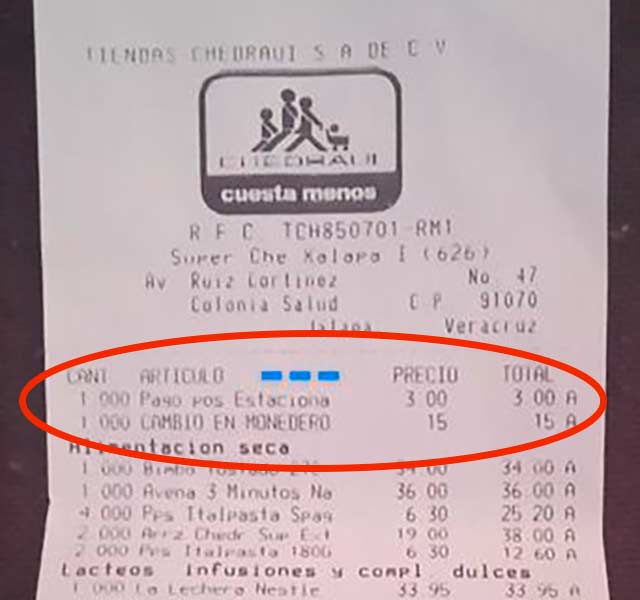 TIENDAS CHEDRAUI S A DE C V
CHEDRAUI
cuesta menos
R F C TCH850701-RM1
Super Che Xalapa I (626)
Av Ruiz Cortinez No 47
Colonia Salud C P 91070
Jalapa Veracruz
CANT ARTICULO PRECIO TOTAL
1 000 Pago pos Estaciona 3 00 3 00 A
1 000 CAMBIO EN MONEDERO 15 15 A
Alimentacion seca
1 000 Bimbo Tostado 34 00 34 00 A
1 000 Avena 3 Minutos Na 36 00 36 00 A
4 000 Pps Italpasta Spag 6 30 25 20 A
2 000 Arrz Chedr Sup Ext 19 00 38 00 A
2 000 Pps Italpasta 180G 6 30 12 60 A
Lacteos infusiones y compl dulces
1 000 La Lechera Nestle 33 95 33 95 A